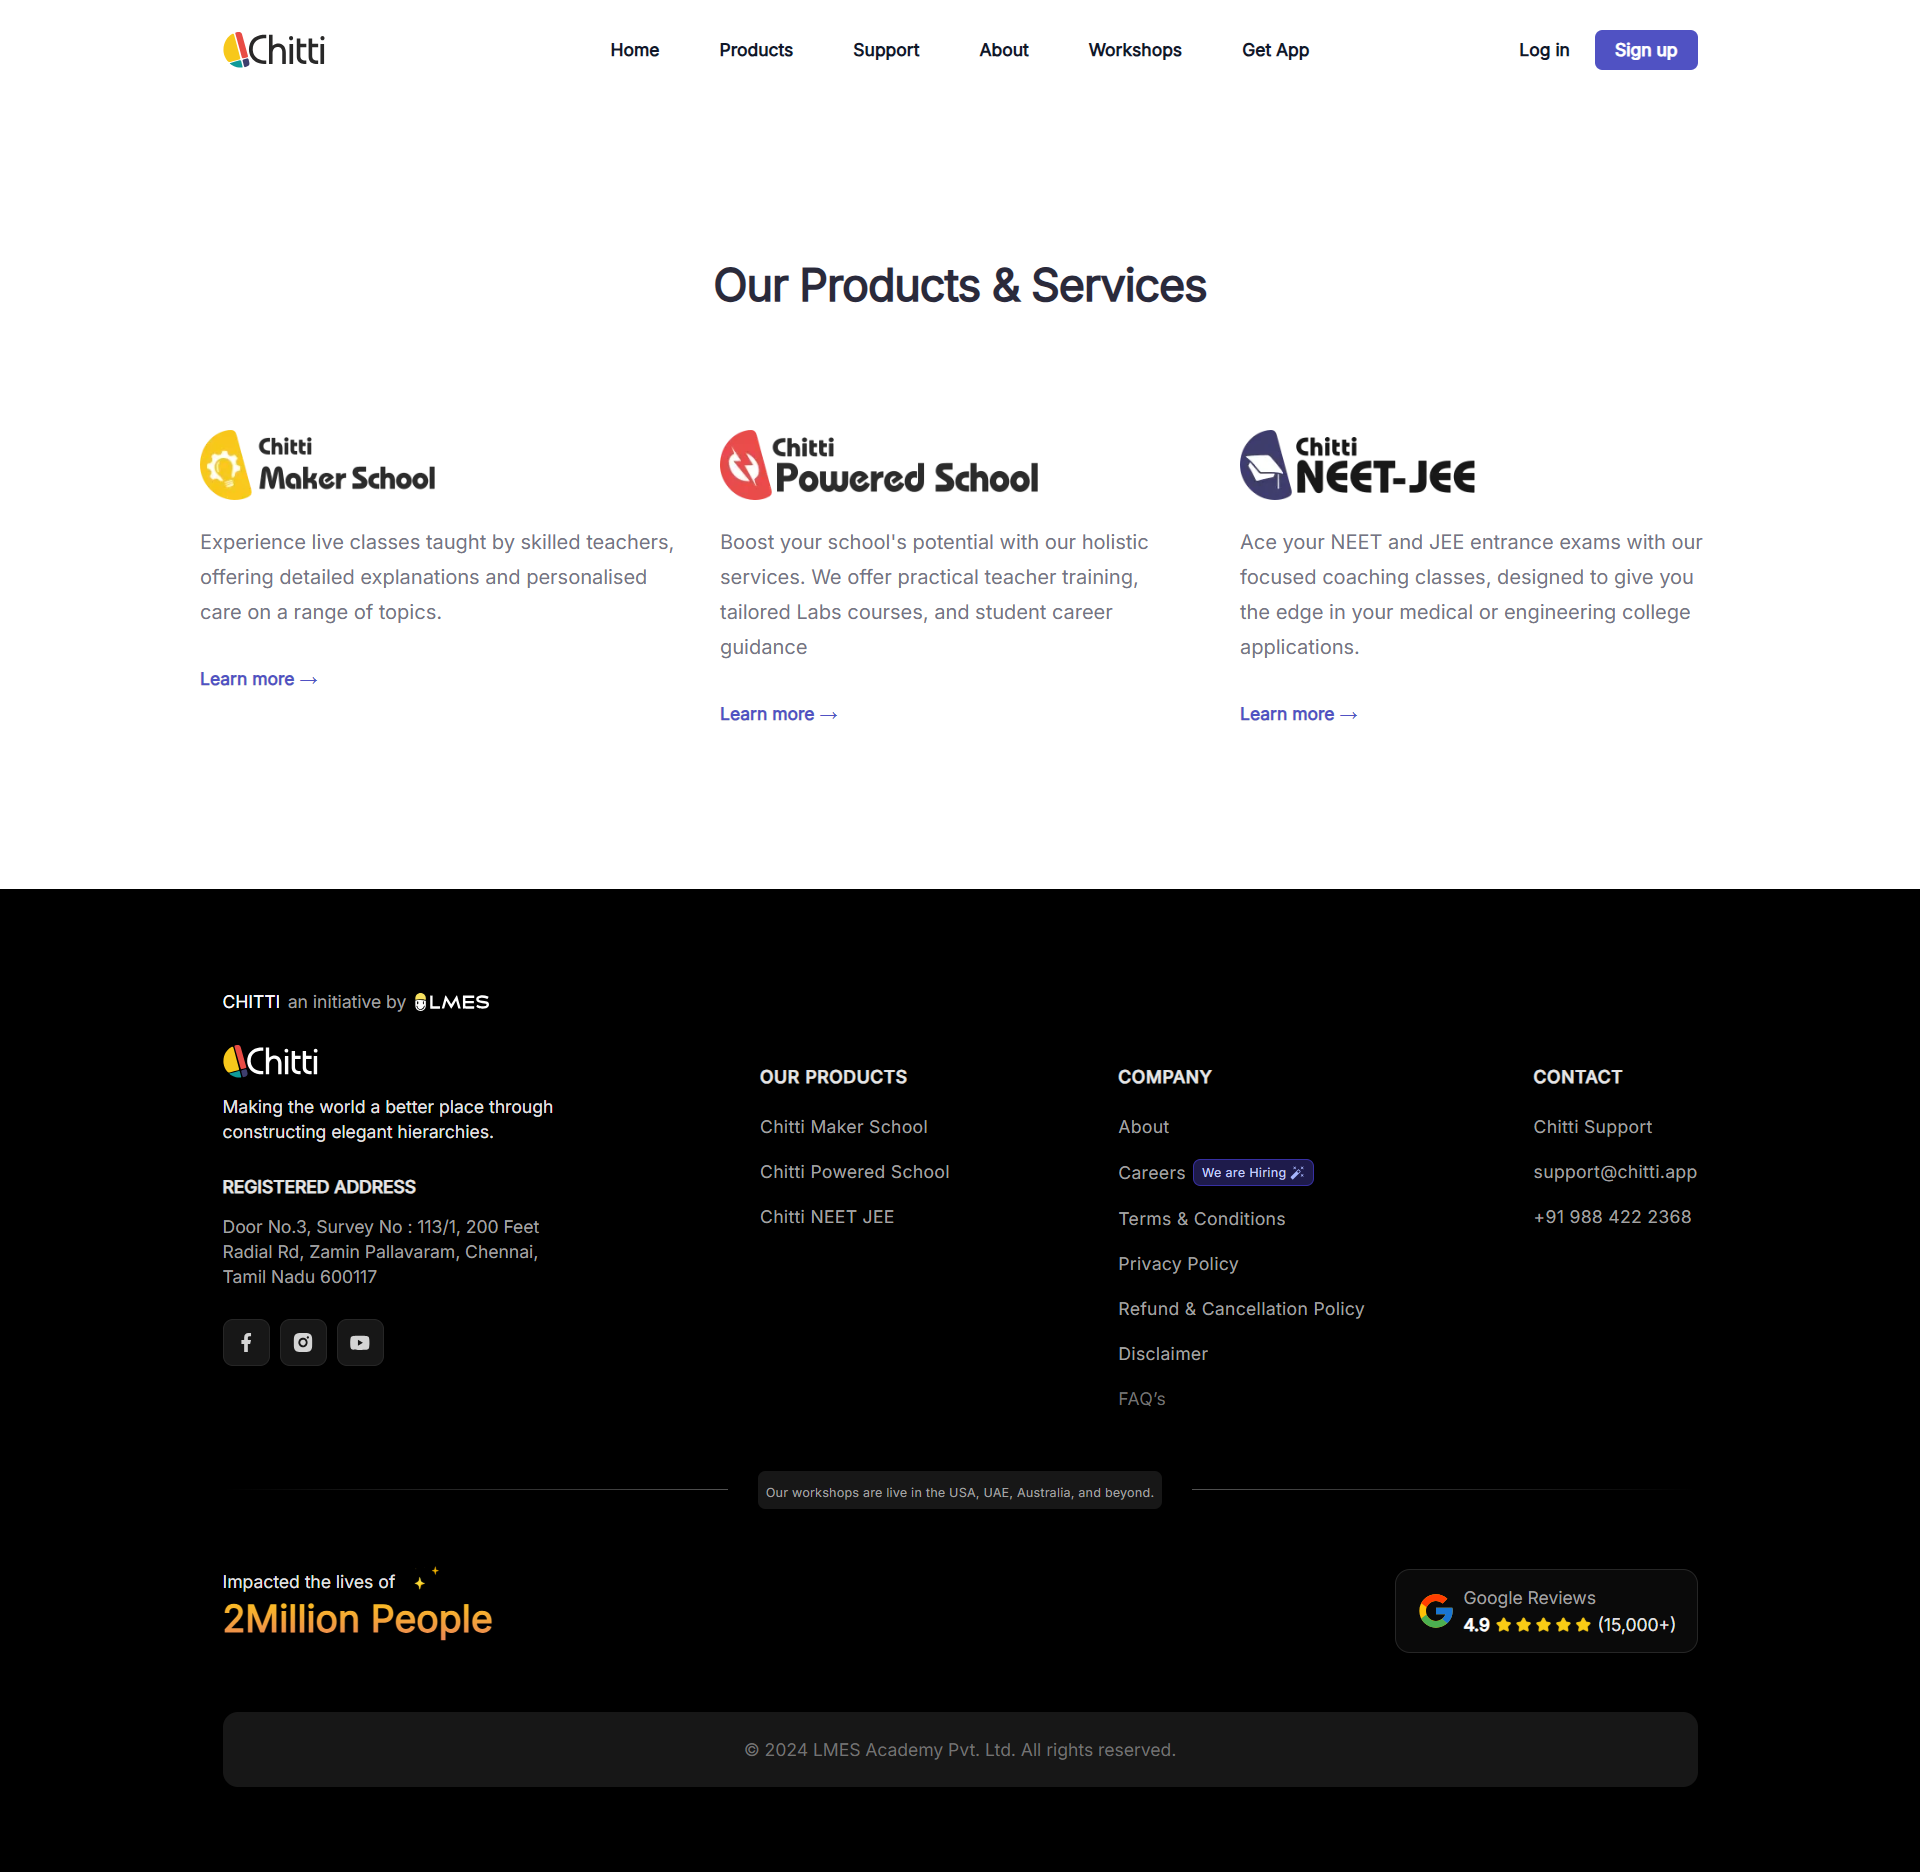 Chitti
Home
Products
Support
About
Workshops
Get App
Log in
Sign up
Our Products & Services
Chitti
Maker School
Experience live classes taught by skilled teachers,
offering detailed explanations and personalised
care on a range of topics.
Learn more →
Chitti
Powered School
Boost your school's potential with our holistic
services. We offer practical teacher training,
tailored Labs courses, and student career
guidance
Learn more →
Chitti
NEET-JEE
Ace your NEET and JEE entrance exams with our
focused coaching classes, designed to give you
the edge in your medical or engineering college
applications.
Learn more →
CHITTI an initiative by LMES
Chitti
Making the world a better place through
constructing elegant hierarchies.
REGISTERED ADDRESS
Door No.3, Survey No : 113/1, 200 Feet
Radial Rd, Zamin Pallavaram, Chennai,
Tamil Nadu 600117
OUR PRODUCTS
Chitti Maker School
Chitti Powered School
Chitti NEET JEE
COMPANY
About
Careers We are Hiring
Terms & Conditions
Privacy Policy
Refund & Cancellation Policy
Disclaimer
FAQ’s
CONTACT
Chitti Support
support@chitti.app
+91 988 422 2368
Our workshops are live in the USA, UAE, Australia, and beyond.
Impacted the lives of
2Million People
Google Reviews
4.9 (15,000+)
© 2024 LMES Academy Pvt. Ltd. All rights reserved.